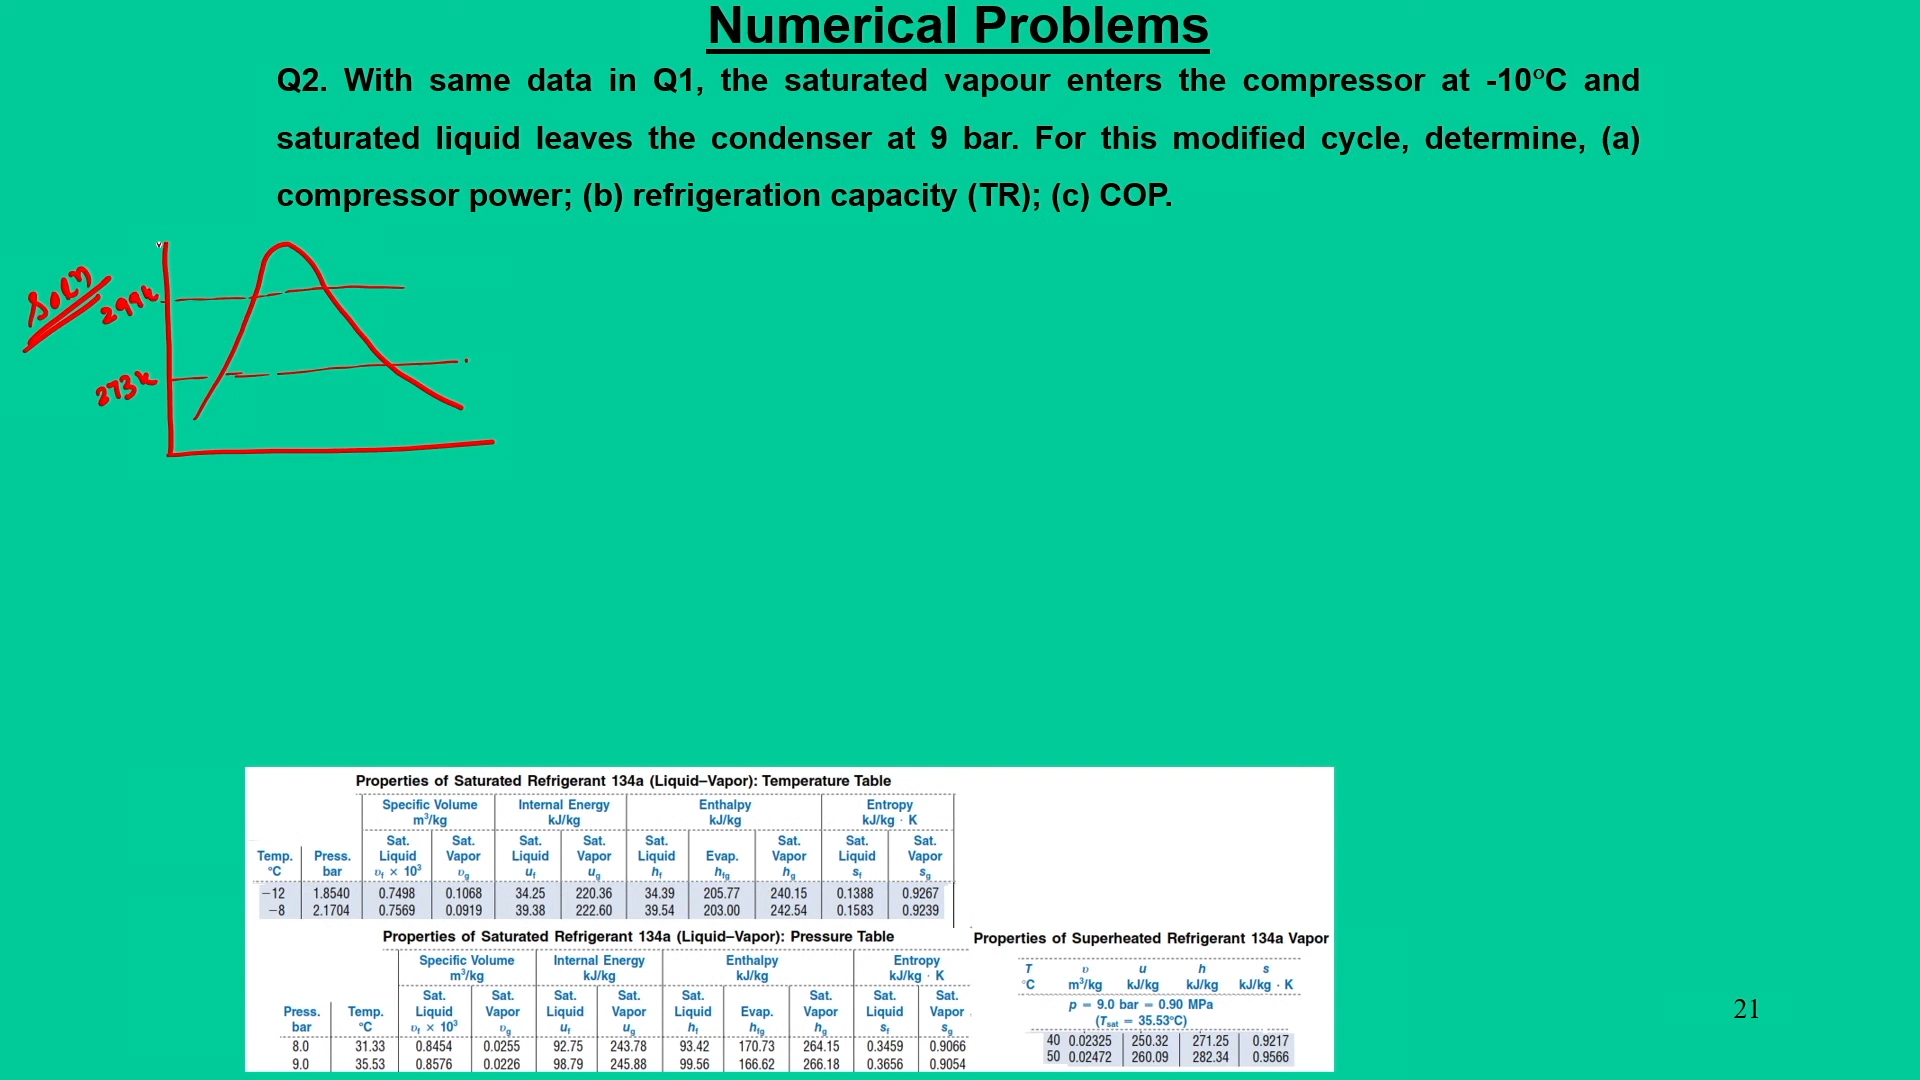 Numerical Problems
Q2. With same data in Q1, the saturated vapour enters the compressor at -10ºC and
saturated liquid leaves the condenser at 9 bar. For this modified cycle, determine, (a)
compressor power; (b) refrigeration capacity (TR); (c) COP.
Soln
299k
273k
Properties of Saturated Refrigerant 134a (Liquid–Vapor): Temperature Table
Specific Volume Internal Energy Enthalpy Entropy
m³/kg kJ/kg kJ/kg kJ/kg · K
Sat. Sat. Sat. Sat. Sat. Sat. Sat. Sat.
Temp. Press. Liquid Vapor Liquid Vapor Liquid Evap. Vapor Liquid Vapor
°C bar vf × 10³ vg uf ug hf hfg hg sf sg
−12 1.8540 0.7498 0.1068 34.25 220.36 34.39 205.77 240.15 0.1388 0.9267
−8 2.1704 0.7569 0.0919 39.38 222.60 39.54 203.00 242.54 0.1583 0.9239
Properties of Saturated Refrigerant 134a (Liquid–Vapor): Pressure Table
Specific Volume Internal Energy Enthalpy Entropy
m³/kg kJ/kg kJ/kg kJ/kg · K
Sat. Sat. Sat. Sat. Sat. Sat. Sat. Sat.
Press. Temp. Liquid Vapor Liquid Vapor Liquid Evap. Vapor Liquid Vapor
bar °C vf × 10³ vg uf ug hf hfg hg sf sg
8.0 31.33 0.8454 0.0255 92.75 243.78 93.42 170.73 264.15 0.3459 0.9066
9.0 35.53 0.8576 0.0226 98.79 245.88 99.56 166.62 266.18 0.3656 0.9054
Properties of Superheated Refrigerant 134a Vapor
T v u h s
°C m³/kg kJ/kg kJ/kg kJ/kg · K
p = 9.0 bar = 0.90 MPa
(Tsat = 35.53°C)
40 0.02325 250.32 271.25 0.9217
50 0.02472 260.09 282.34 0.9566
21